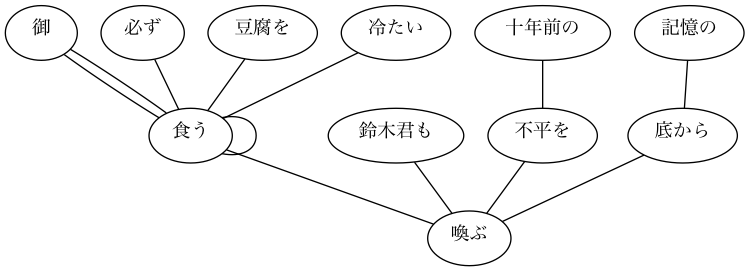 御 必ず 豆腐を 冷たい 十年前の 記憶の
食う 鈴木君も 不平を 底から
喚ぶ